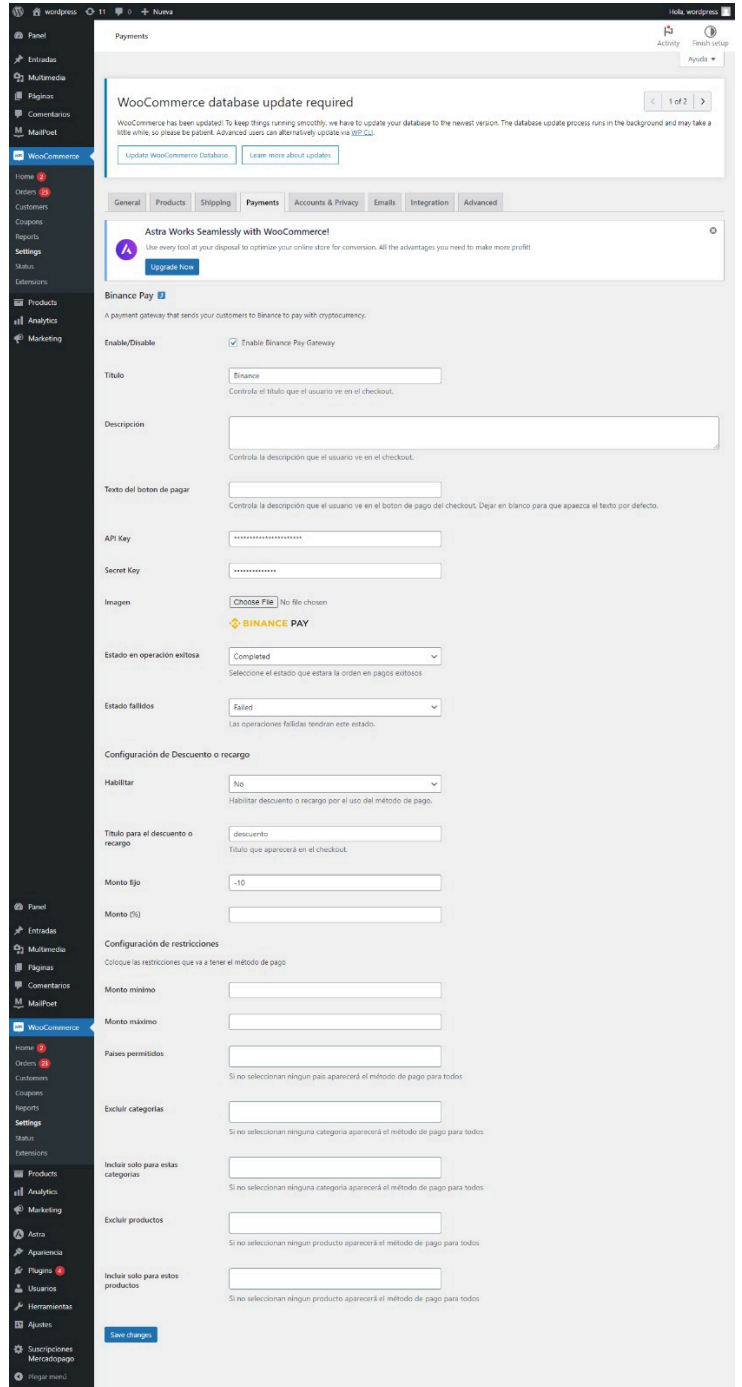 wordpress 11 0 + Nueva Hola, wordpress
Panel
Entradas
Multimedia
Páginas
Comentarios
MailPoet
WooCommerce
Home 2
Orders 23
Customers
Coupons
Reports
Settings
Status
Extensions
Products
Analytics
Marketing
Payments
Activity
Finish setup
Ayuda
WooCommerce database update required
1 of 2
WooCommerce has been updated! To keep things running smoothly, we have to update your database to the newest version. The database update process runs in the background and may take a
little while, so please be patient. Advanced users can alternatively update via WP CLI.
Update WooCommerce Database
Learn more about updates
General Products Shipping Payments Accounts & Privacy Emails Integration Advanced
Astra Works Seamlessly with WooCommerce!
Use every tool at your disposal to optimize your online store for conversion. All the advantages you need to make more profit!
Upgrade Now
Binance Pay
A payment gateway that sends your customers to Binance to pay with cryptocurrency.
Enable/Disable
Enable Binance Pay Gateway
Título
Binance
Controla el título que el usuario ve en el checkout.
Descripción
Controla la descripción que el usuario ve en el checkout.
Texto del boton de pagar
Controla la descripción que el usuario ve en el boton de pago del checkout. Dejar en blanco para que apaezca el texto por defecto.
API Key
Secret Key
Imagen
Choose File No file chosen
BINANCE PAY
Estado en operación exitosa
Completed
Seleccione el estado que estara la orden en pagos exitosos
Estado fallidos
Failed
Las operaciones fallidas tendran este estado.
Configuración de Descuento o recargo
Habilitar
No
Habilitar descuento o recargo por el uso del método de pago.
Título para el descuento o
recargo
descuento
Título que aparecerá en el checkout.
Monto fijo
-10
Monto (%)
Configuración de restricciones
Coloque las restricciones que va a tener el método de pago
Monto mínimo
Monto máximo
Paises permitidos
Si no seleccionan ningun pais aparecerá el método de pago para todos
Excluir categorias
Si no seleccionan ninguna categoria aparecerá el método de pago para todos
Incluir solo para estas
categorias
Si no seleccionan ninguna categoria aparecerá el método de pago para todos
Excluir productos
Si no seleccionan ningun producto aparecerá el método de pago para todos
Incluir solo para estos
productos
Si no seleccionan ningun producto aparecerá el método de pago para todos
Save changes
Panel
Entradas
Multimedia
Páginas
Comentarios
MailPoet
WooCommerce
Home 2
Orders 23
Customers
Coupons
Reports
Settings
Status
Extensions
Products
Analytics
Marketing
Astra
Apariencia
Plugins 4
Usuarios
Herramientas
Ajustes
Suscripciones
Mercadopago
Plegar menú